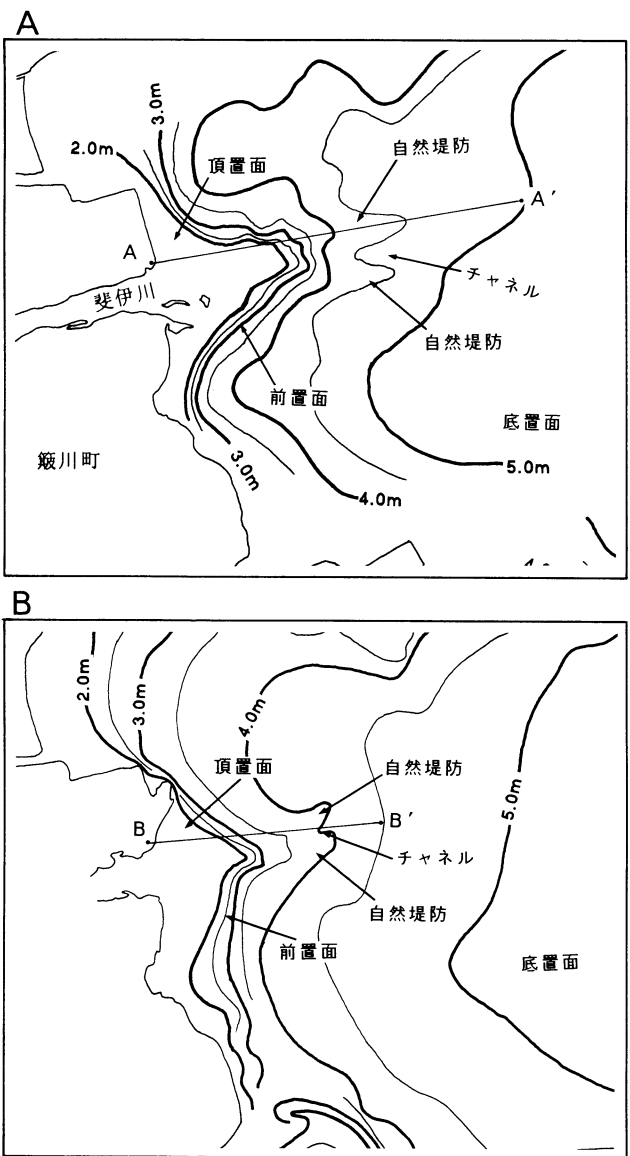 A
3.0m
2.0m
頂置面
自然堤防
A
A′
斐伊川
チャネル
自然堤防
前置面
底置面
簸川町
3.0m
4.0m
5.0m
B
2.0m
3.0m
4.0m
頂置面
自然堤防
5.0m
B
B′
チャネル
自然堤防
前置面
底置面